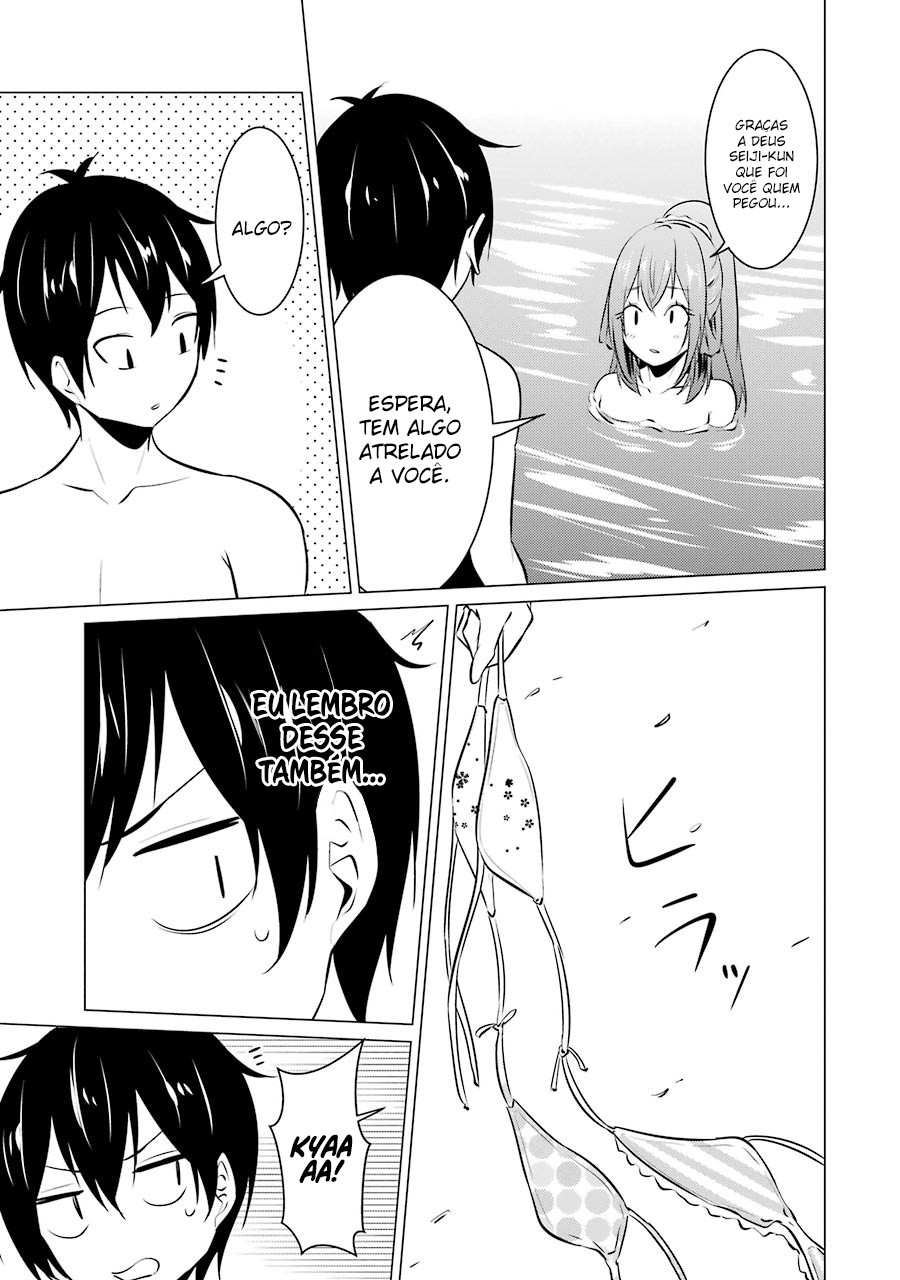 GRAÇAS
A DEUS
SEIJI-KUN
QUE FOI
VOCÊ QUEM
PEGOU...
ESPERA,
TEM ALGO
ATRELADO
A VOCÊ.
ALGO?
ヒラッ
EU LEMBRO
DESSE
TAMBÉM...
KYAA
AA!